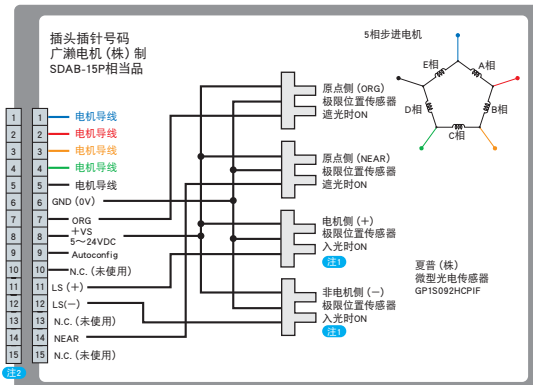 插头插针号码
广濑电机（株）制
SDAB-15P相当品
5相步进电机
E相
A相
D相
B相
C相
1 1 电机导线
2 2 电机导线
3 3 电机导线
4 4 电机导线
5 5 电机导线
6 6 GND（0V）
7 7 ORG
8 8 ＋VS
5～24VDC
9 9 Autoconfig
10 10 N.C.（未使用）
11 11 LS（＋）
12 12 LS(－）
13 13 N.C.（未使用）
14 14 NEAR
15 15 N.C.（未使用）
注2
原点侧（ORG）
极限位置传感器
遮光时ON
原点侧（NEAR）
极限位置传感器
遮光时ON
电机侧（＋）
极限位置传感器
入光时ON
注1
非电机侧（－）
极限位置传感器
入光时ON
注1
夏普（株）
微型光电传感器
GP1S092HCPIF